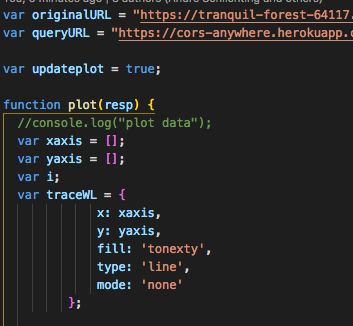 You, 5 minutes ago | 3 authors (Andre Schlichting and others)
var originalURL = "https://tranquil-forest-64117.
var queryURL = "https://cors-anywhere.herokuapp.c
var updateplot = true;
function plot(resp) {
//console.log("plot data");
var xaxis = [];
var yaxis = [];
var i;
var traceWL = {
x: xaxis,
y: yaxis,
fill: 'tonexty',
type: 'line',
mode: 'none'
};